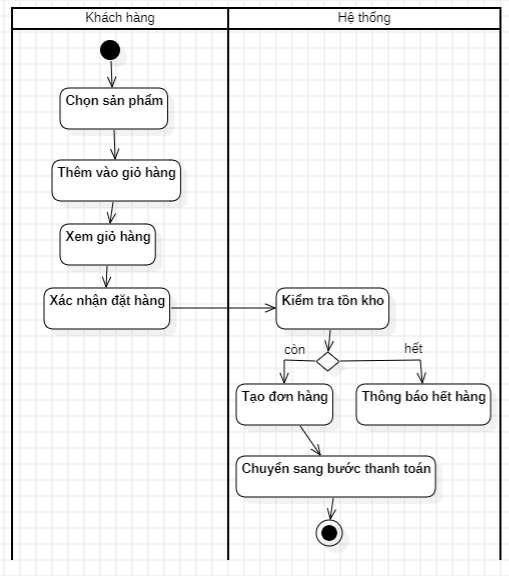 Khách hàng
Hệ thống
Chọn sản phẩm
Thêm vào giỏ hàng
Xem giỏ hàng
Xác nhận đặt hàng
Kiểm tra tồn kho
còn
hết
Tạo đơn hàng
Thông báo hết hàng
Chuyển sang bước thanh toán